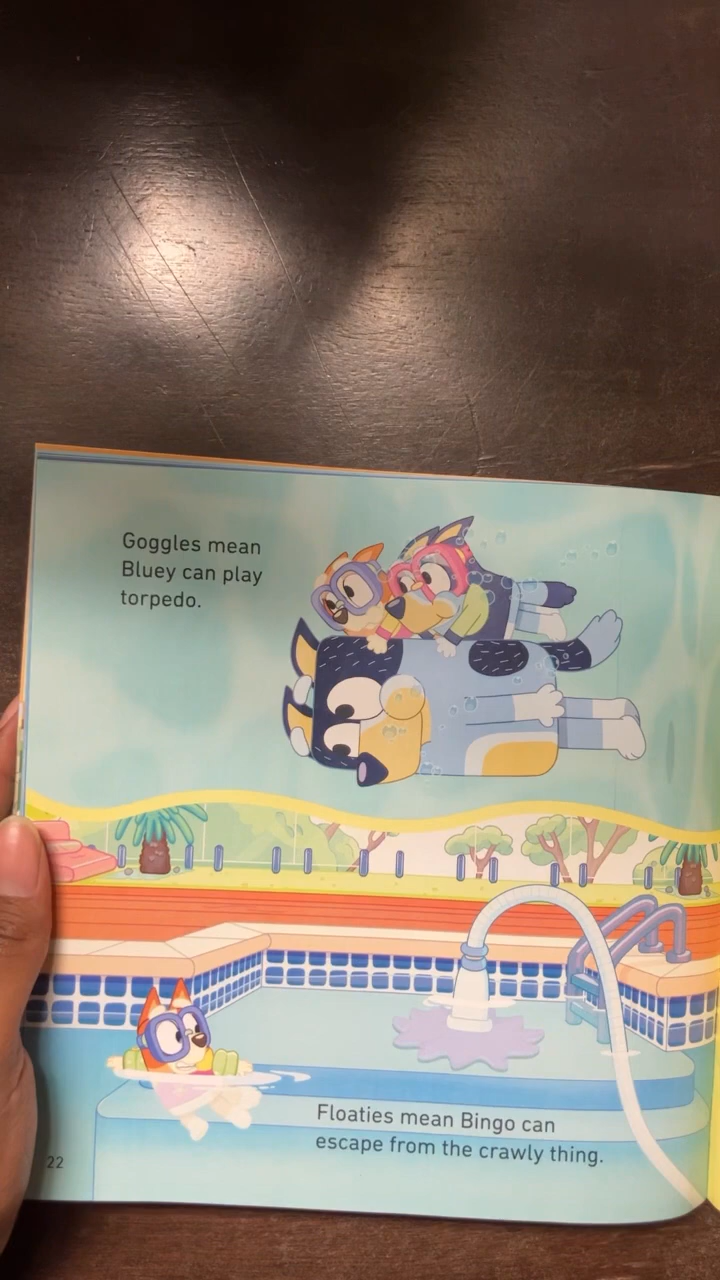 Goggles mean
Bluey can play
torpedo.
Floaties mean Bingo can
escape from the crawly thing.
22